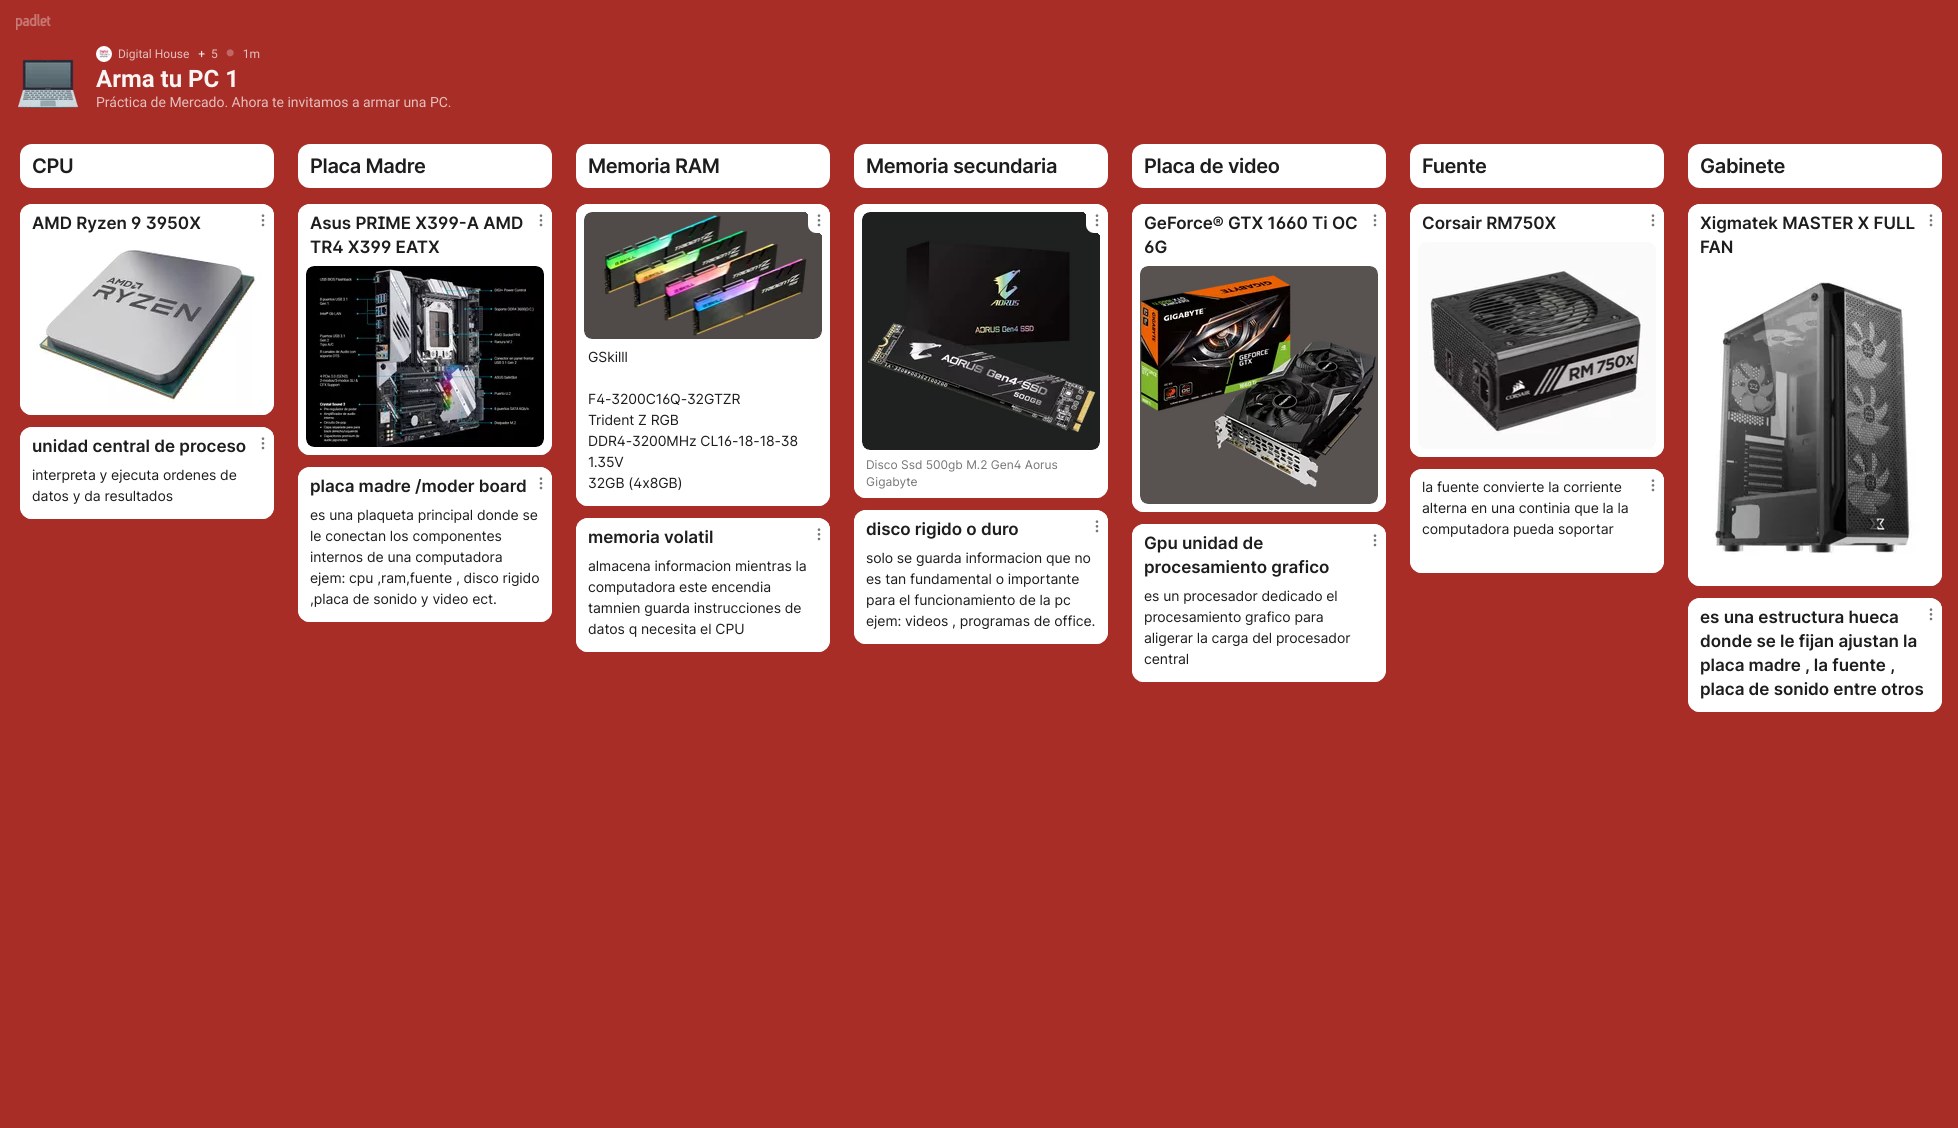 padlet
Digital House + 5 • 1m
Arma tu PC 1
Práctica de Mercado. Ahora te invitamos a armar una PC.
CPU
AMD Ryzen 9 3950X
AMD
RYZEN
unidad central de proceso
interpreta y ejecuta ordenes de
datos y da resultados
Placa Madre
Asus PRIME X399-A AMD
TR4 X399 EATX
placa madre /moder board
es una plaqueta principal donde se
le conectan los componentes
internos de una computadora
ejem: cpu ,ram,fuente , disco rigido
,placa de sonido y video ect.
Memoria RAM
GSkilll
F4-3200C16Q-32GTZR
Trident Z RGB
DDR4-3200MHz CL16-18-18-38
1.35V
32GB (4x8GB)
memoria volatil
almacena informacion mientras la
computadora este encendia
tamnien guarda instrucciones de
datos q necesita el CPU
Memoria secundaria
AORUS
AORUS Gen4 SSD
AORUS Gen4 SSD
500GB
Disco Ssd 500gb M.2 Gen4 Aorus
Gigabyte
disco rigido o duro
solo se guarda informacion que no
es tan fundamental o importante
para el funcionamiento de la pc
ejem: videos , programas de office.
Placa de video
GeForce® GTX 1660 Ti OC
6G
GIGABYTE
GIGABYTE
GEFORCE
GTX
Gpu unidad de
procesamiento grafico
es un procesador dedicado el
procesamiento grafico para
aligerar la carga del procesador
central
Fuente
Corsair RM750X
CORSAIR
RM 750x
la fuente convierte la corriente
alterna en una continia que la la
computadora pueda soportar
Gabinete
Xigmatek MASTER X FULL
FAN
es una estructura hueca
donde se le fijan ajustan la
placa madre , la fuente ,
placa de sonido entre otros